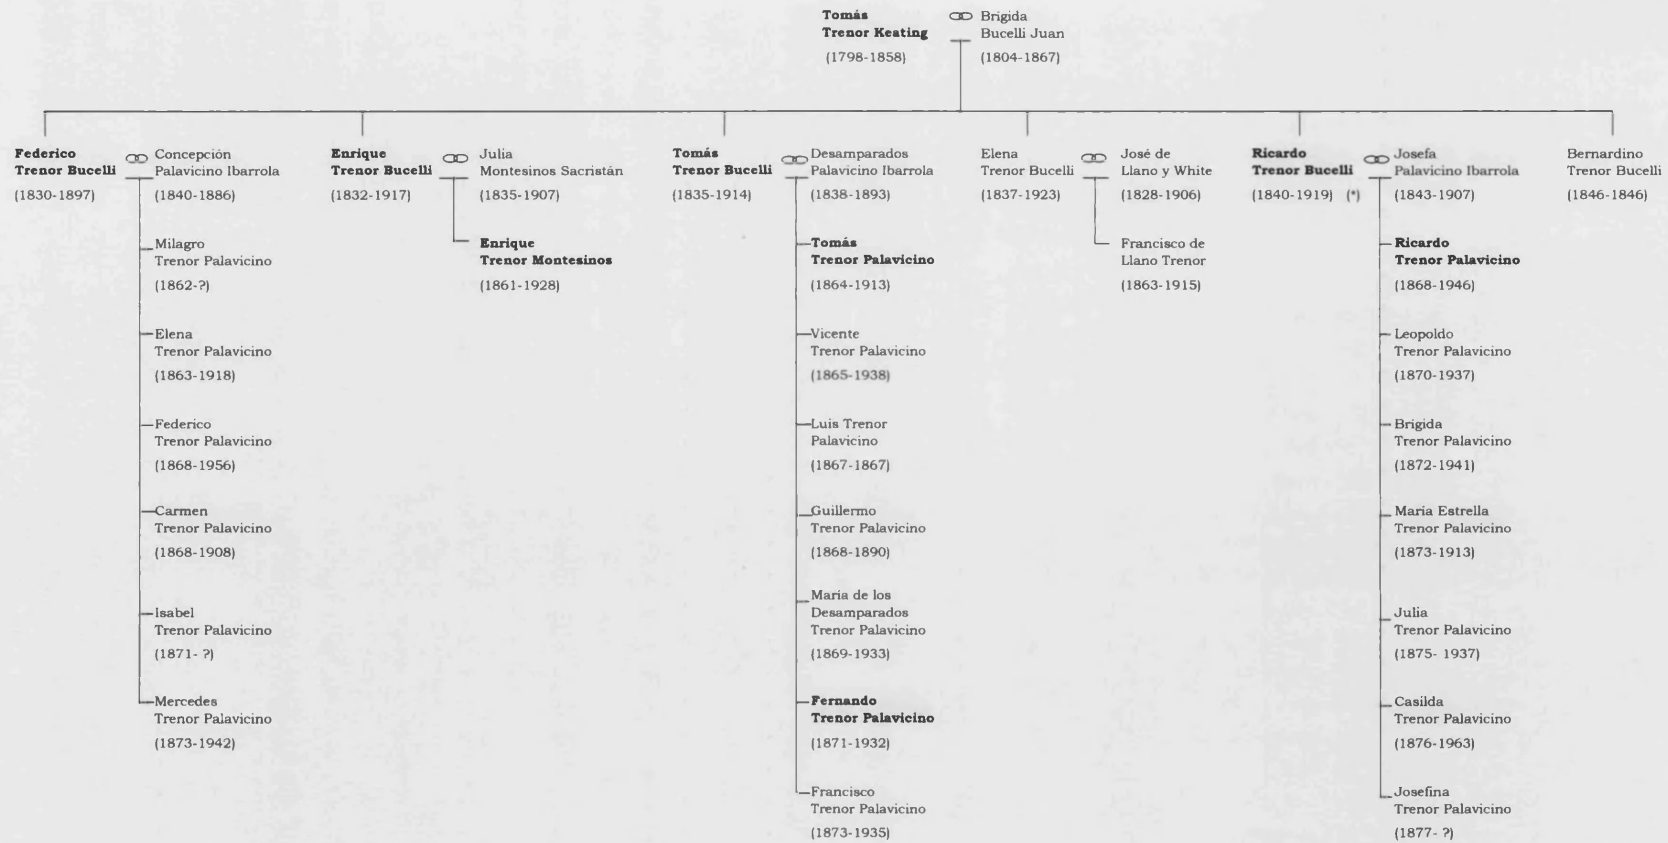 Tomás
Trenor Keating
(1798-1858)
Brigida
Bucelli Juan
(1804-1867)
Federico
Trenor Bucelli
(1830-1897)
Concepción
Palavicino Ibarrola
(1840-1886)
Milagro
Trenor Palavicino
(1862-?)
Elena
Trenor Palavicino
(1863-1918)
Federico
Trenor Palavicino
(1868-1956)
Carmen
Trenor Palavicino
(1868-1908)
Isabel
Trenor Palavicino
(1871- ?)
Mercedes
Trenor Palavicino
(1873-1942)
Enrique
Trenor Bucelli
(1832-1917)
Julia
Montesinos Sacristán
(1835-1907)
Enrique
Trenor Montesinos
(1861-1928)
Tomás
Trenor Bucelli
(1835-1914)
Desamparados
Palavicino Ibarrola
(1838-1893)
Tomás
Trenor Palavicino
(1864-1913)
Vicente
Trenor Palavicino
(1865-1938)
Luis Trenor
Palavicino
(1867-1867)
Guillermo
Trenor Palavicino
(1868-1890)
Maria de los
Desamparados
Trenor Palavicino
(1869-1933)
Fernando
Trenor Palavicino
(1871-1932)
Francisco
Trenor Palavicino
(1873-1935)
Elena
Trenor Bucelli
(1837-1923)
José de
Llano y White
(1828-1906)
Francisco de
Llano Trenor
(1863-1915)
Ricardo
Trenor Bucelli
(1840-1919) (*)
Josefa
Palavicino Ibarrola
(1843-1907)
Ricardo
Trenor Palavicino
(1868-1946)
Leopoldo
Trenor Palavicino
(1870-1937)
Brigida
Trenor Palavicino
(1872-1941)
Maria Estrella
Trenor Palavicino
(1873-1913)
Julia
Trenor Palavicino
(1875- 1937)
Casilda
Trenor Palavicino
(1876-1963)
Josefina
Trenor Palavicino
(1877- ?)
Bernardino
Trenor Bucelli
(1846-1846)